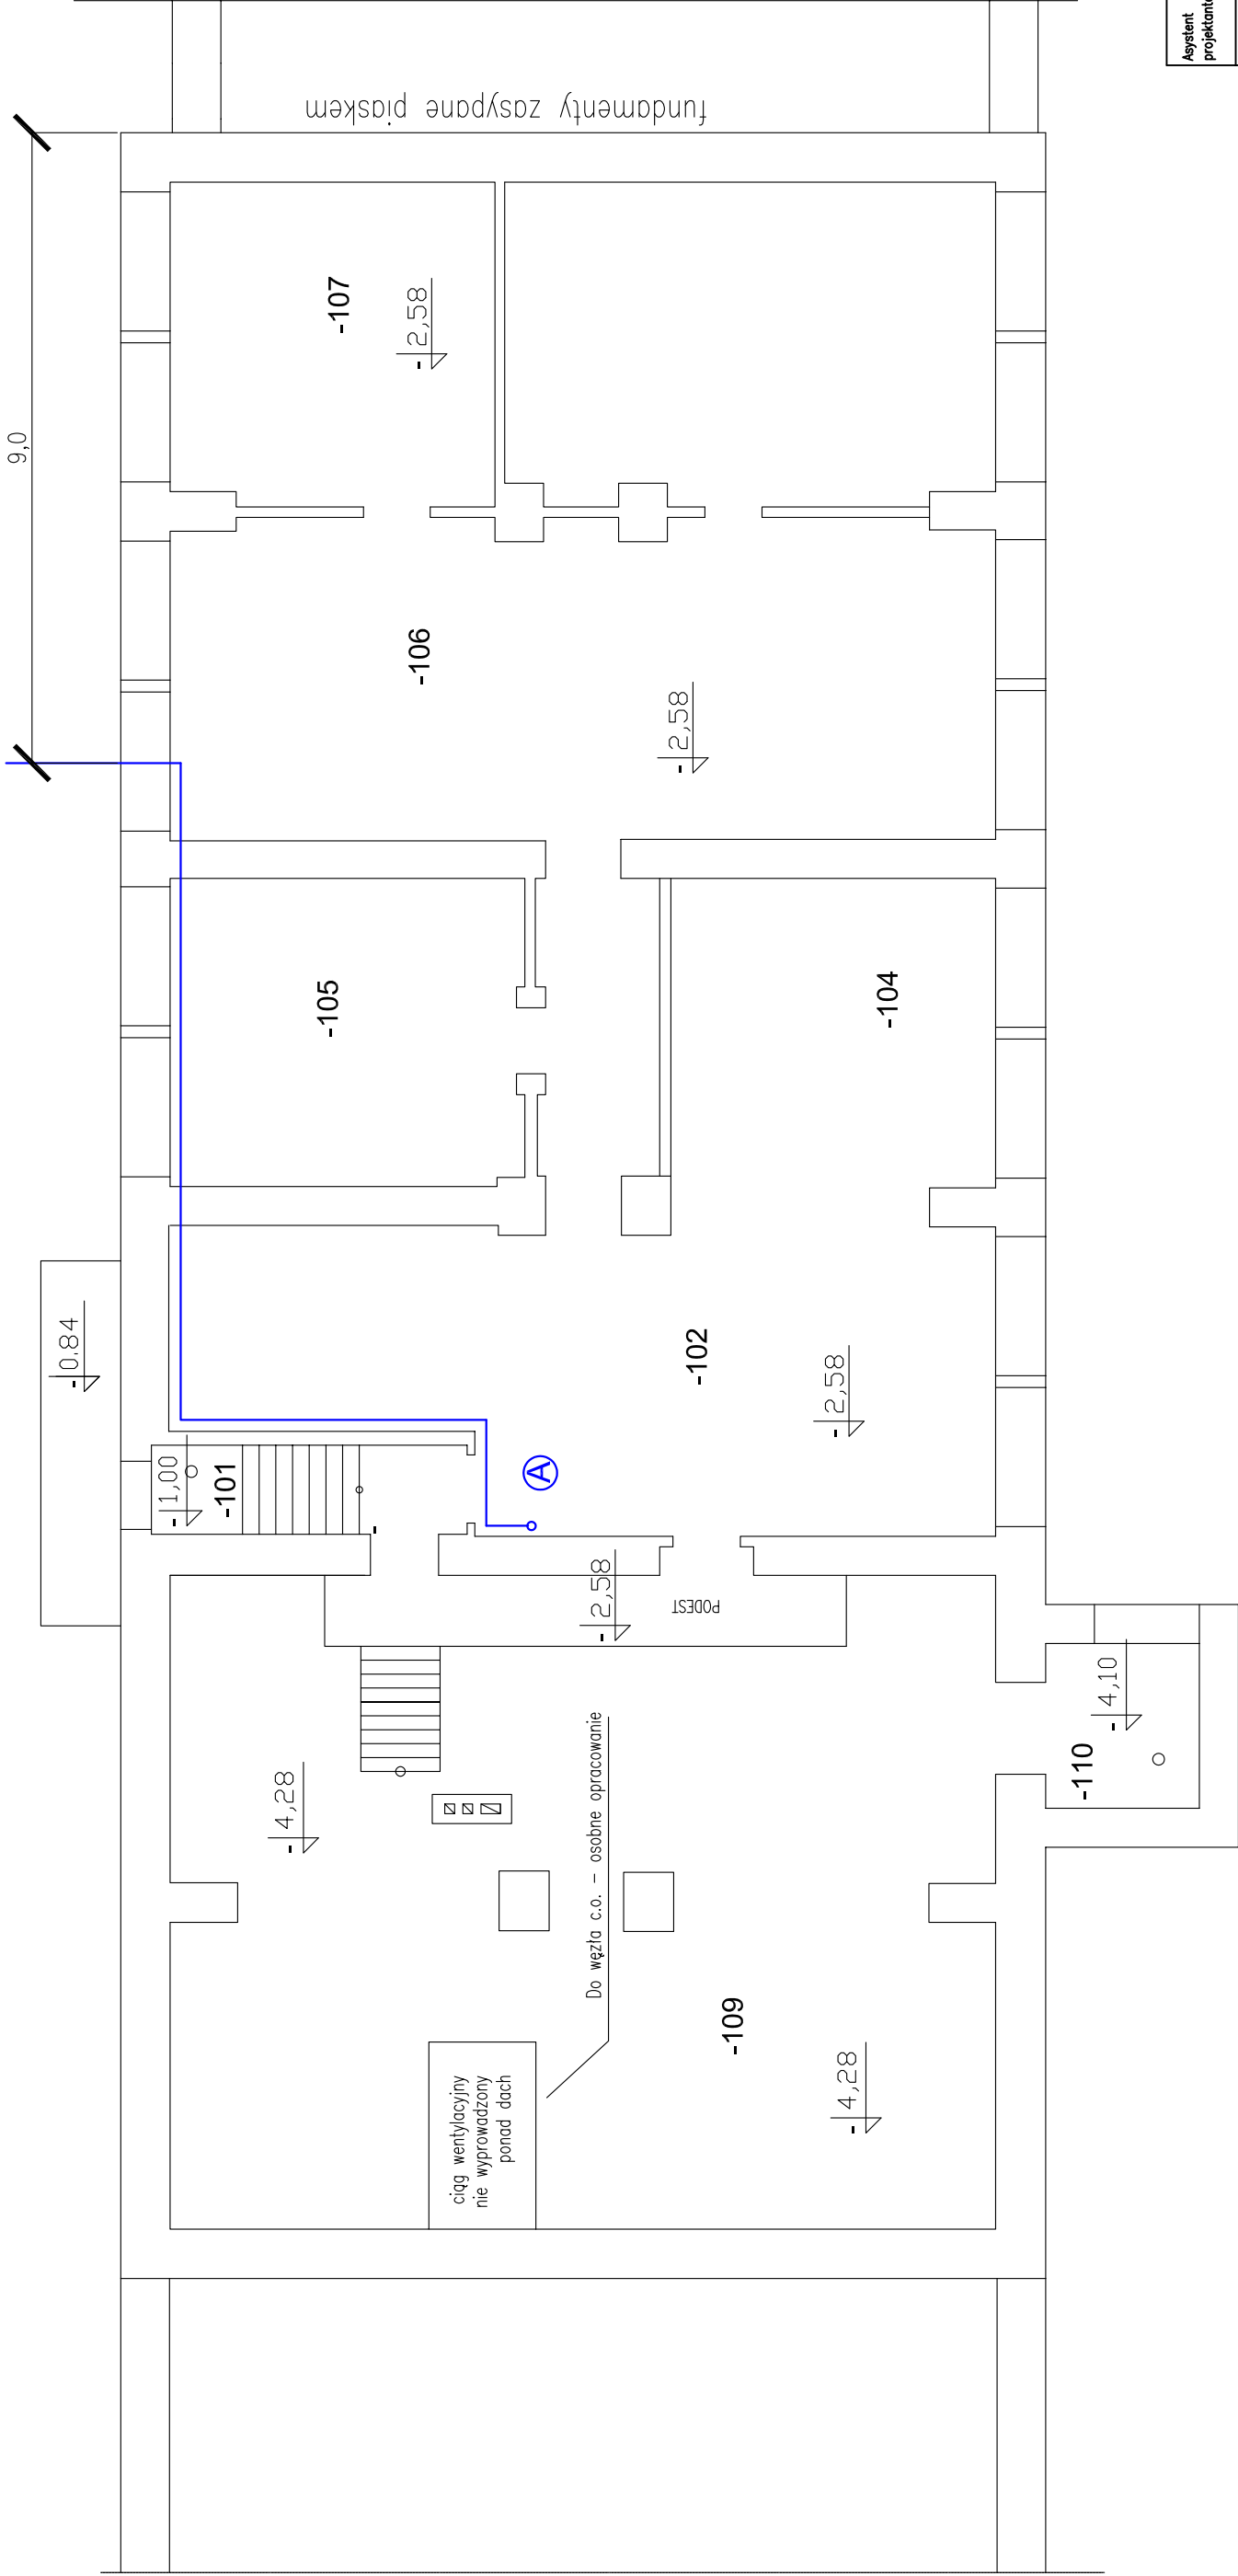 Asystent
projektanta
fundamenty zasypane piaskem
9,0
-107
-2,58
-106
-2,58
-105
-104
-0.84
-102
-2,58
-1,00
-101
A
-
-2,58
PODEST
-4,10
-110
-4,28
Do węzła c.o. – osobne opracowanie
-109
-4,28
ciąg wentylacyjny
nie wyprowadzony
ponad dach